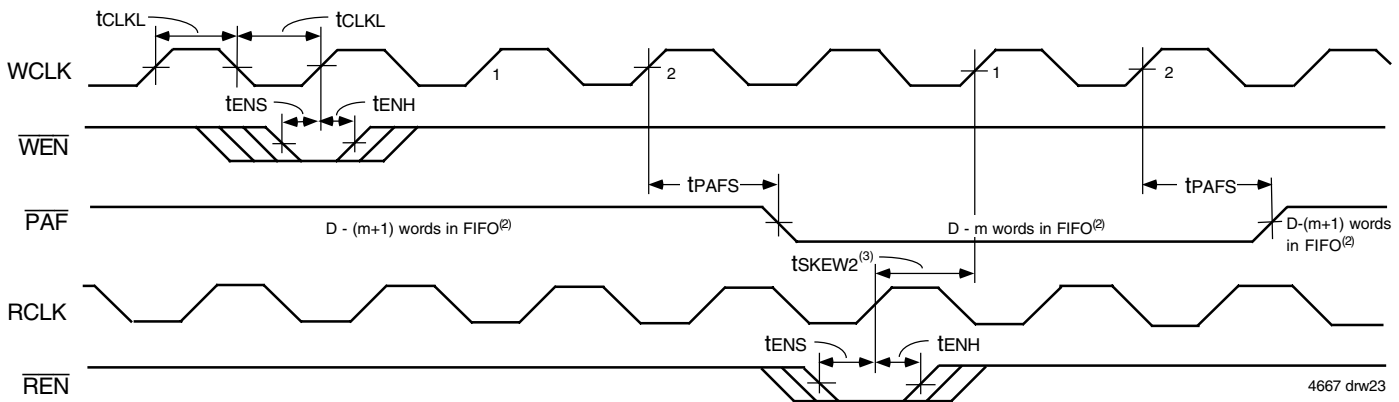 tCLKL tCLKL
WCLK
1 2 1 2
tENS tENH
WEN
tPAFS tPAFS
PAF
D - (m+1) words in FIFO(2) D - m words in FIFO(2) D-(m+1) words
in FIFO(2)
tSKEW2(3)
RCLK
tENS tENH
REN
4667 drw23